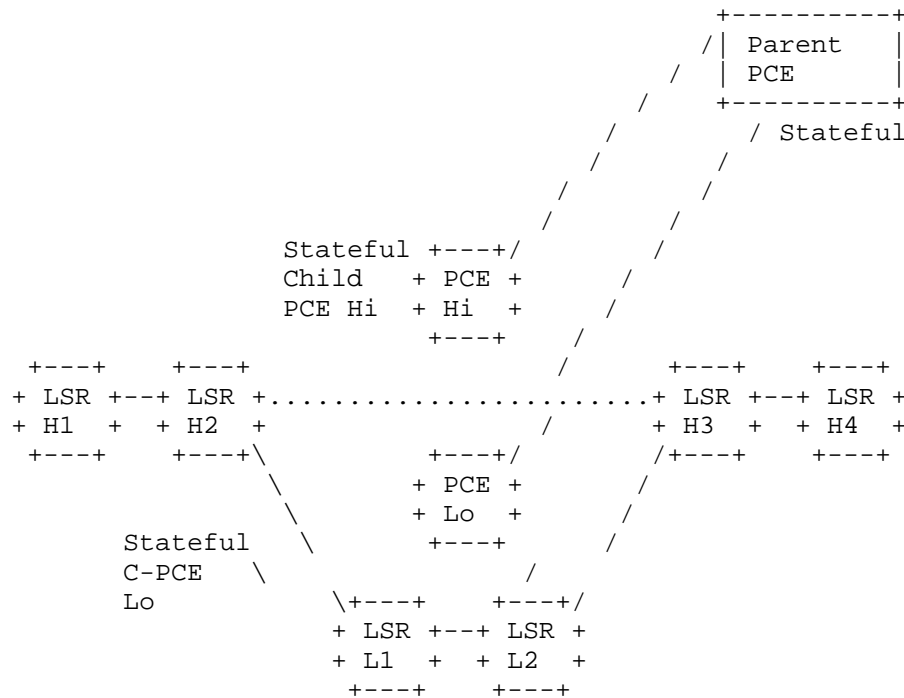 Parent
PCE
Stateful
Stateful
Child
PCE Hi
PCE
Hi
LSR
H1
LSR
H2
LSR
H3
LSR
H4
PCE
Lo
Stateful
C-PCE
Lo
LSR
L1
LSR
L2